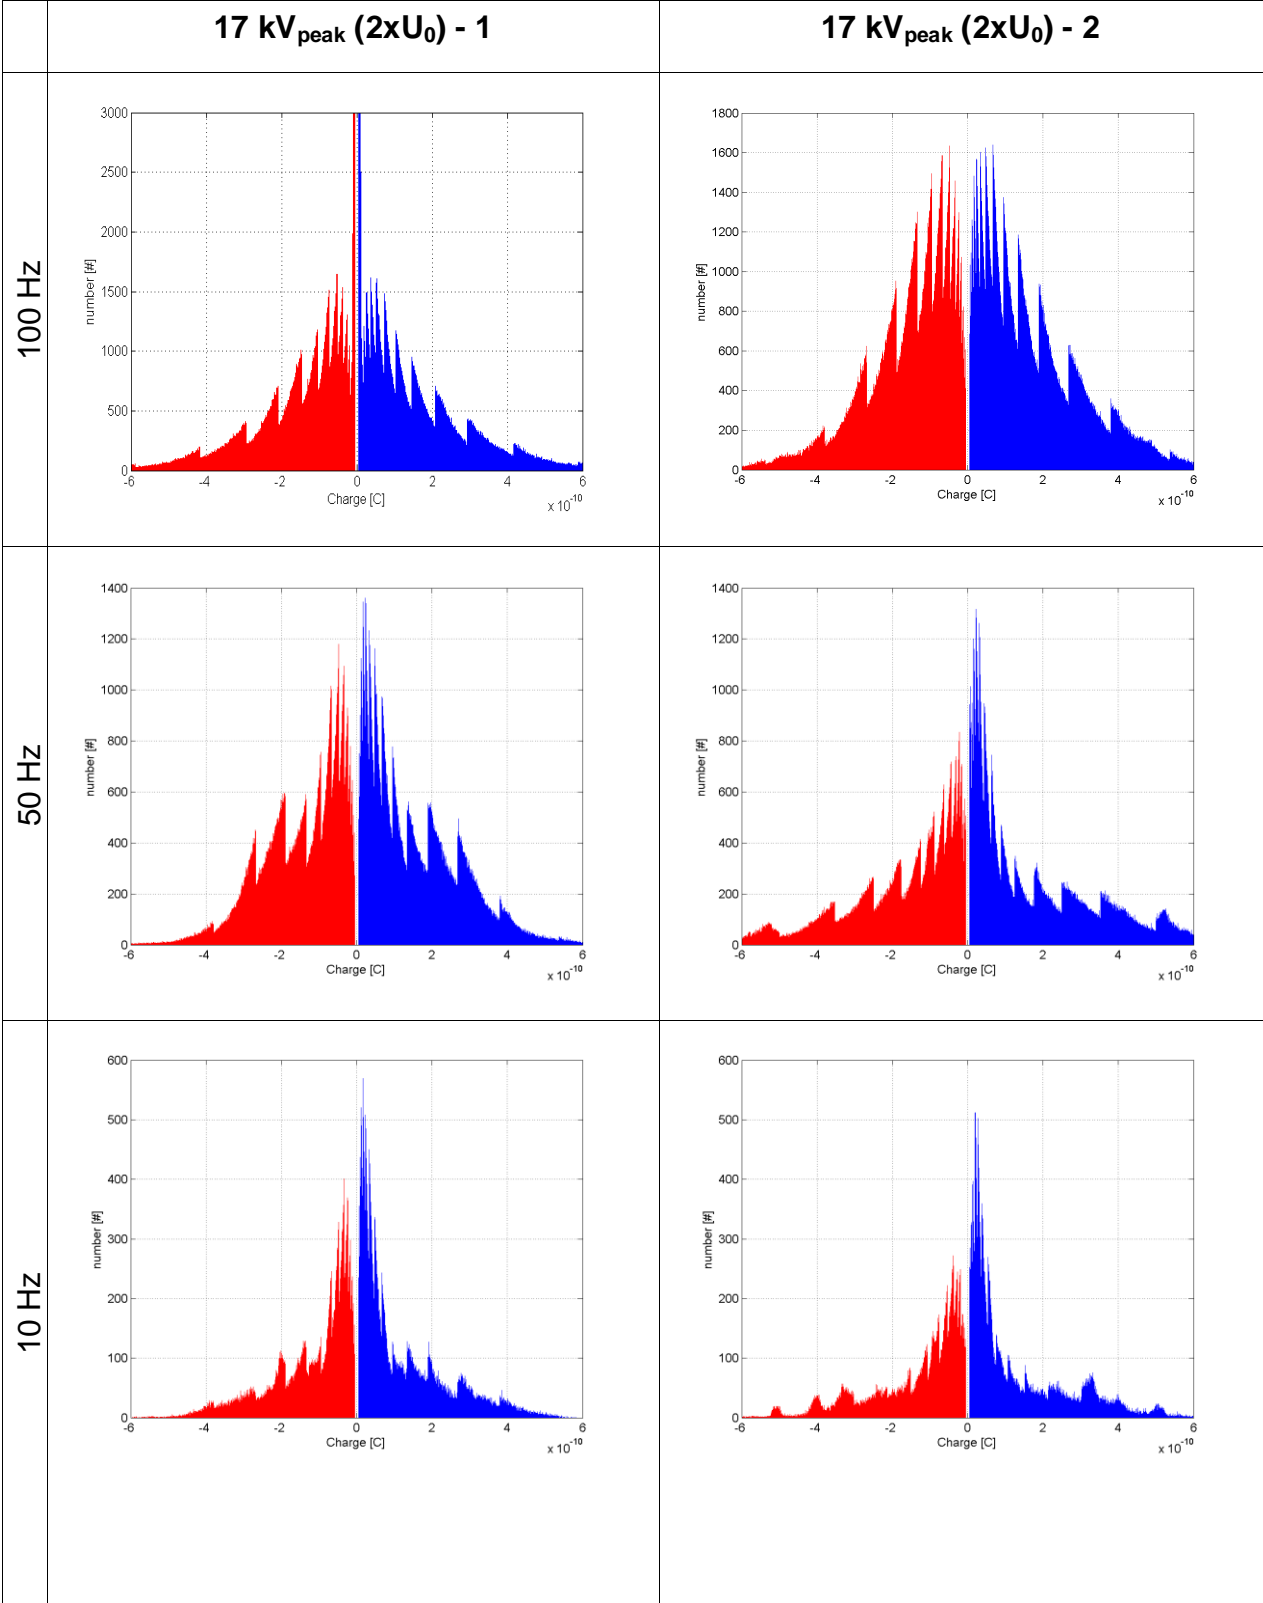 17 kVpeak (2xU0) - 1
17 kVpeak (2xU0) - 2
100 Hz
3000
2500
2000
1500
1000
500
0
number [#]
-6 -4 -2 0 2 4 6
Charge [C]
x 10-10
1800
1600
1400
1200
1000
800
600
400
200
0
number [#]
-6 -4 -2 0 2 4 6
Charge [C]
x 10-10
50 Hz
1400
1200
1000
800
600
400
200
0
number [#]
-6 -4 -2 0 2 4 6
Charge [C]
x 10-10
1400
1200
1000
800
600
400
200
0
number [#]
-6 -4 -2 0 2 4 6
Charge [C]
x 10-10
10 Hz
600
500
400
300
200
100
0
number [#]
-6 -4 -2 0 2 4 6
Charge [C]
x 10-10
600
500
400
300
200
100
0
number [#]
-6 -4 -2 0 2 4 6
Charge [C]
x 10-10